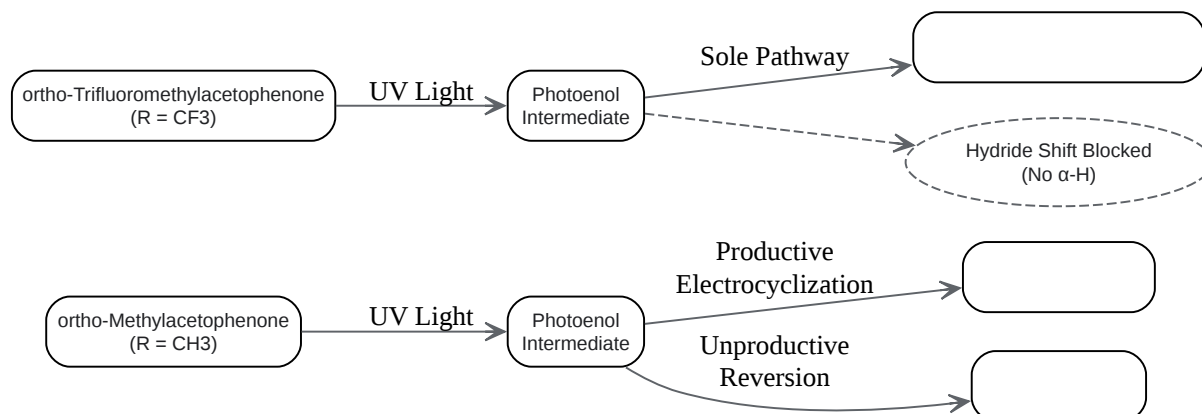 Sole Pathway
ortho-Trifluoromethylacetophenone
(R = CF3)
UV Light
Photoenol
Intermediate
Hydride Shift Blocked
(No α-H)
Productive
Electrocyclization
ortho-Methylacetophenone
(R = CH3)
UV Light
Photoenol
Intermediate
Unproductive
Reversion